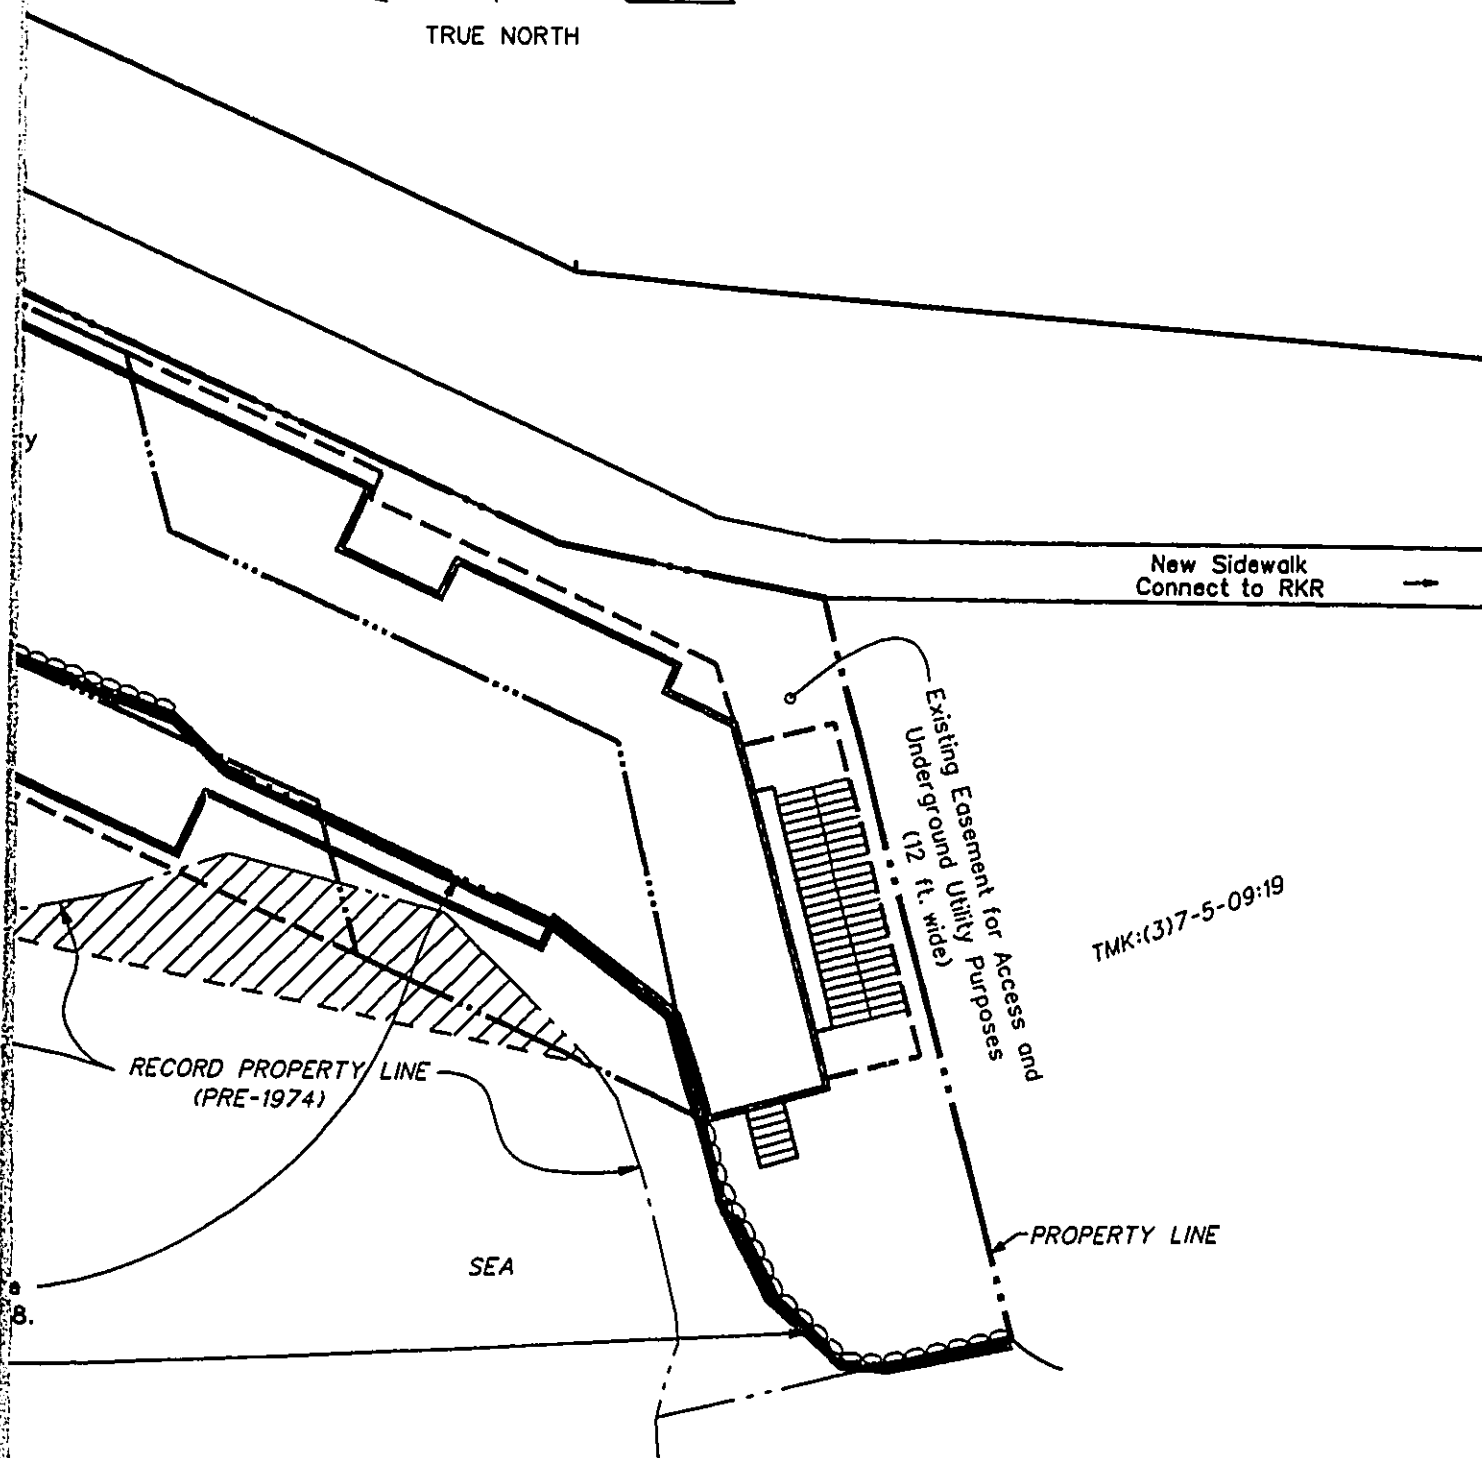 TRUE NORTH
y
New Sidewalk
Connect to RKR
Existing Easement for Access and
Underground Utility Purposes
(12 ft. wide)
TMK:(3)7-5-09:19
RECORD PROPERTY LINE
(PRE-1974)
PROPERTY LINE
SEA
8.